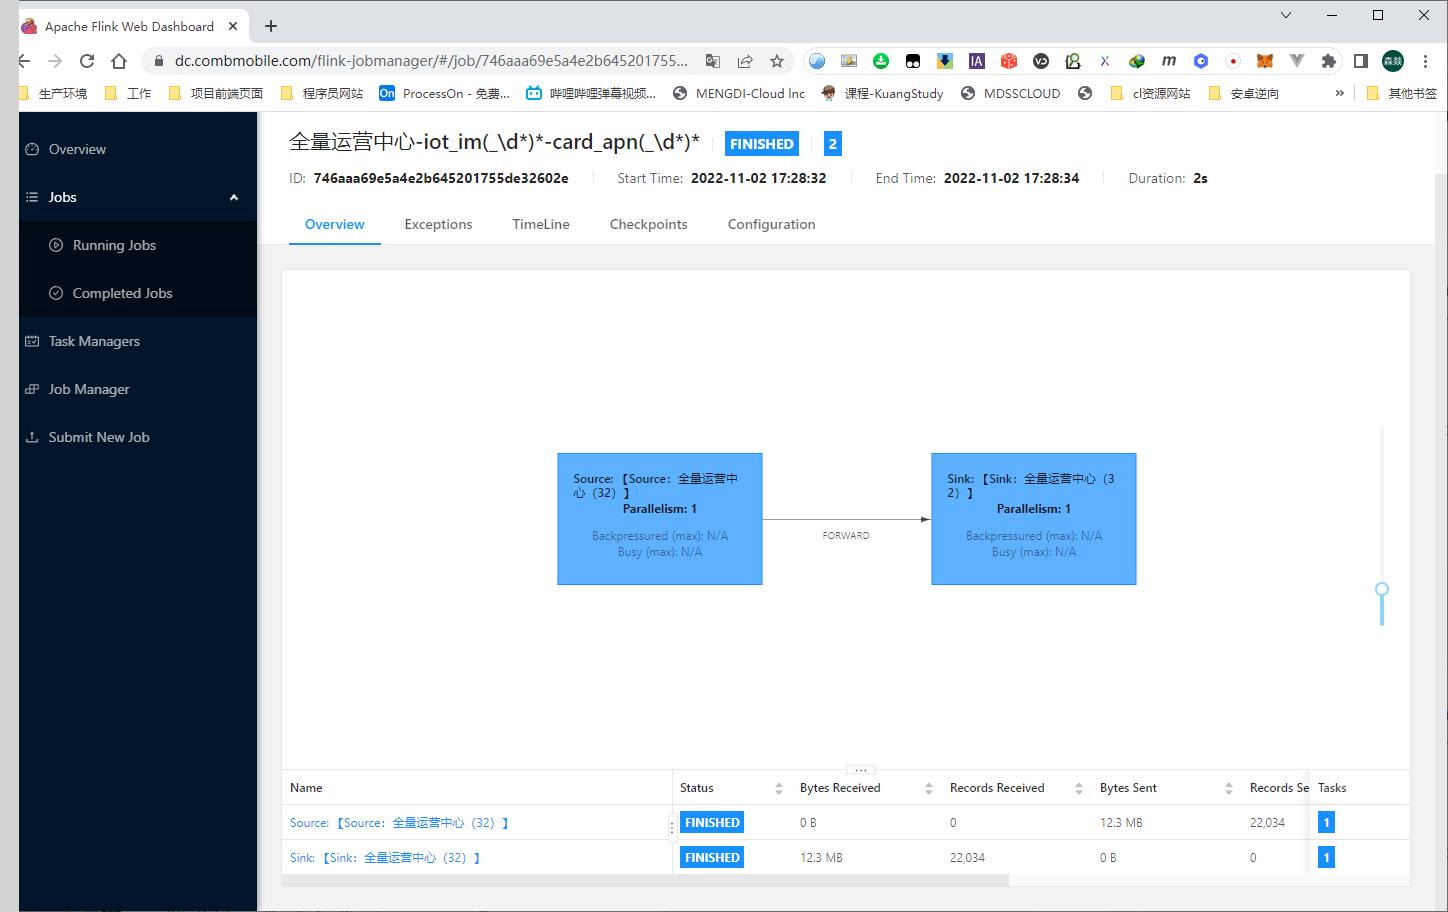 Apache Flink Web Dashboard
dc.combmobile.com/flink-jobmanager/#/job/746aaa69e5a4e2b645201755...
IA
m
森燚
生产环境
工作
项目前端页面
程序员网站
On ProcessOn - 免费...
哔哩哔哩弹幕视频...
MENGDI-Cloud Inc
课程-KuangStudy
MDSSCLOUD
cl资源网站
安卓逆向
»
其他书签
Overview
Jobs
Running Jobs
Completed Jobs
Task Managers
Job Manager
Submit New Job
全量运营中心-iot_im(_\d*)*-card_apn(_\d*)* FINISHED 2
ID: 746aaa69e5a4e2b645201755de32602e Start Time: 2022-11-02 17:28:32 End Time: 2022-11-02 17:28:34 Duration: 2s
Overview Exceptions TimeLine Checkpoints Configuration
Source: 【Source：全量运营中
心（32）】
Parallelism: 1
Backpressured (max): N/A
Busy (max): N/A
FORWARD
Sink: 【Sink：全量运营中心（3
2）】
Parallelism: 1
Backpressured (max): N/A
Busy (max): N/A
Name Status Bytes Received Records Received Bytes Sent Records Se Tasks
Source: 【Source：全量运营中心（32）】 FINISHED 0 B 0 12.3 MB 22,034 1
Sink: 【Sink：全量运营中心（32）】 FINISHED 12.3 MB 22,034 0 B 0 1